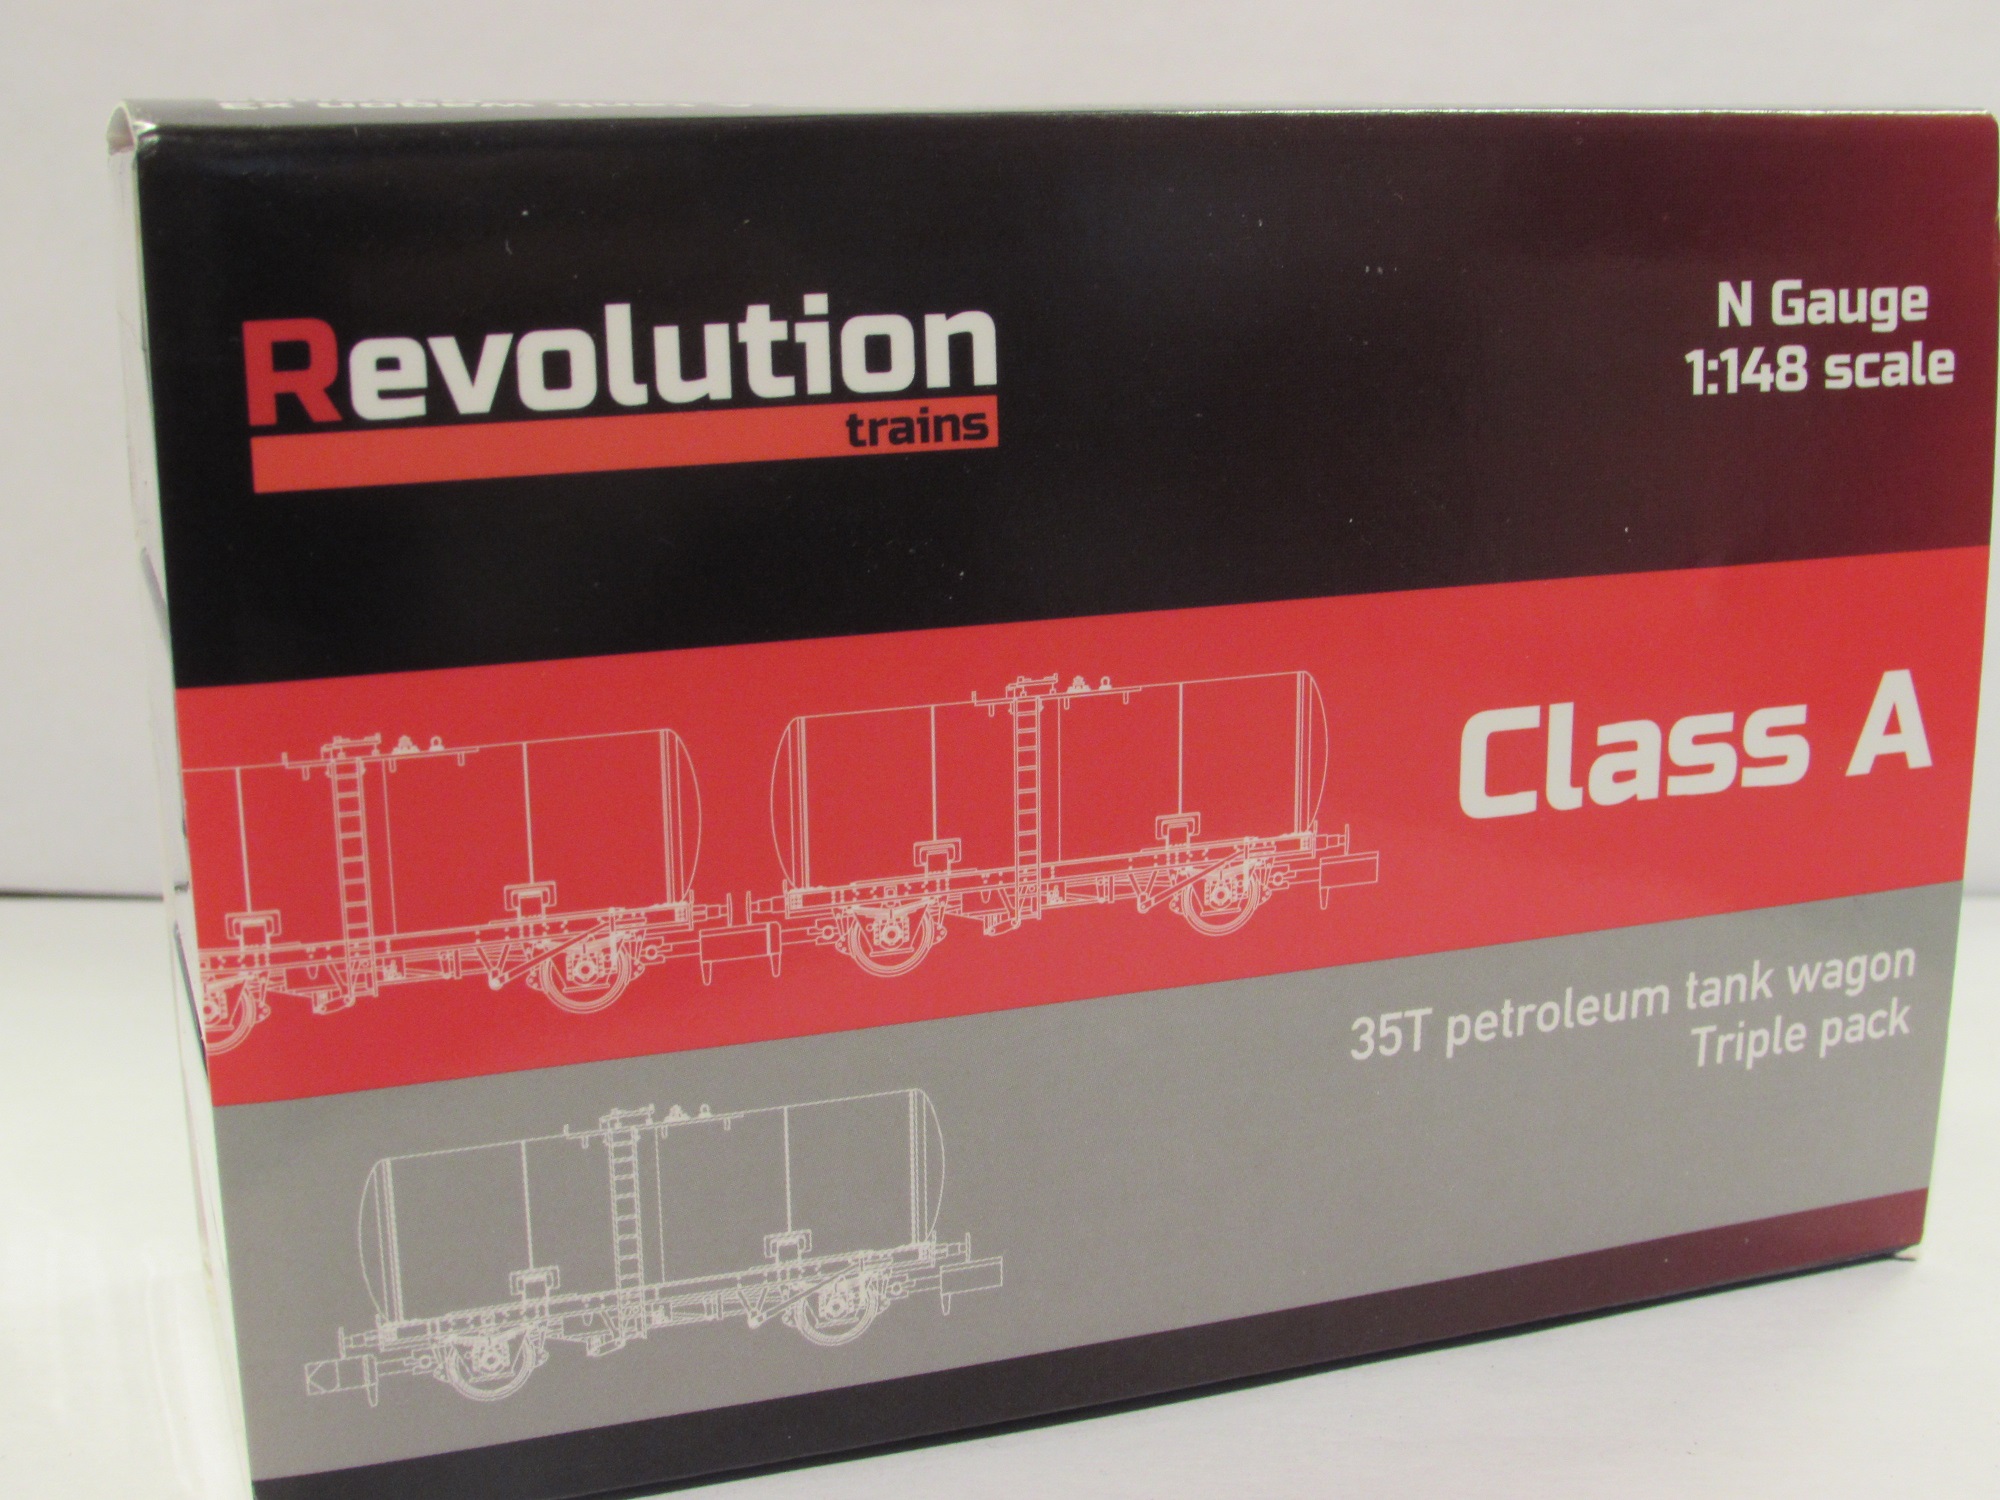 Revolution
trains
N Gauge
1:148 scale
Class A
35T petroleum tank wagon
Triple pack